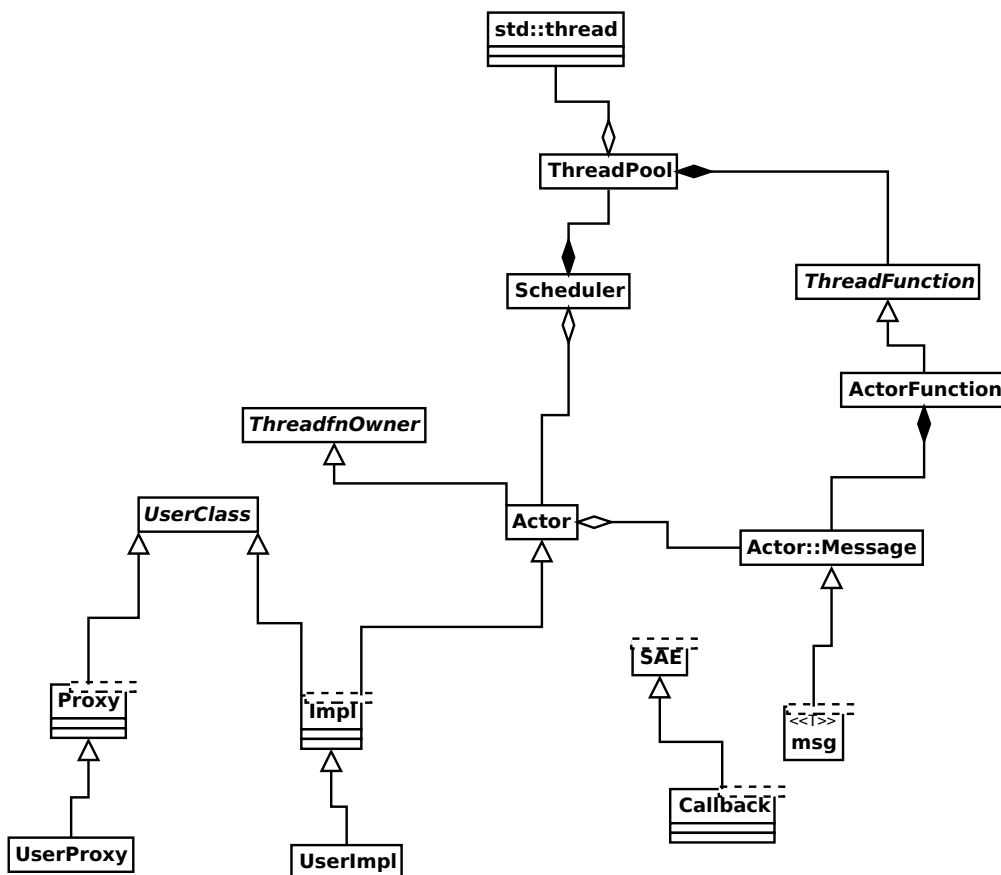 std::thread
ThreadPool
ThreadFunction
Scheduler
ActorFunction
ThreadfnOwner
UserClass
Actor
Actor::Message
SAE
Proxy
Impl
<<T>>
msg
Callback
UserProxy
UserImpl